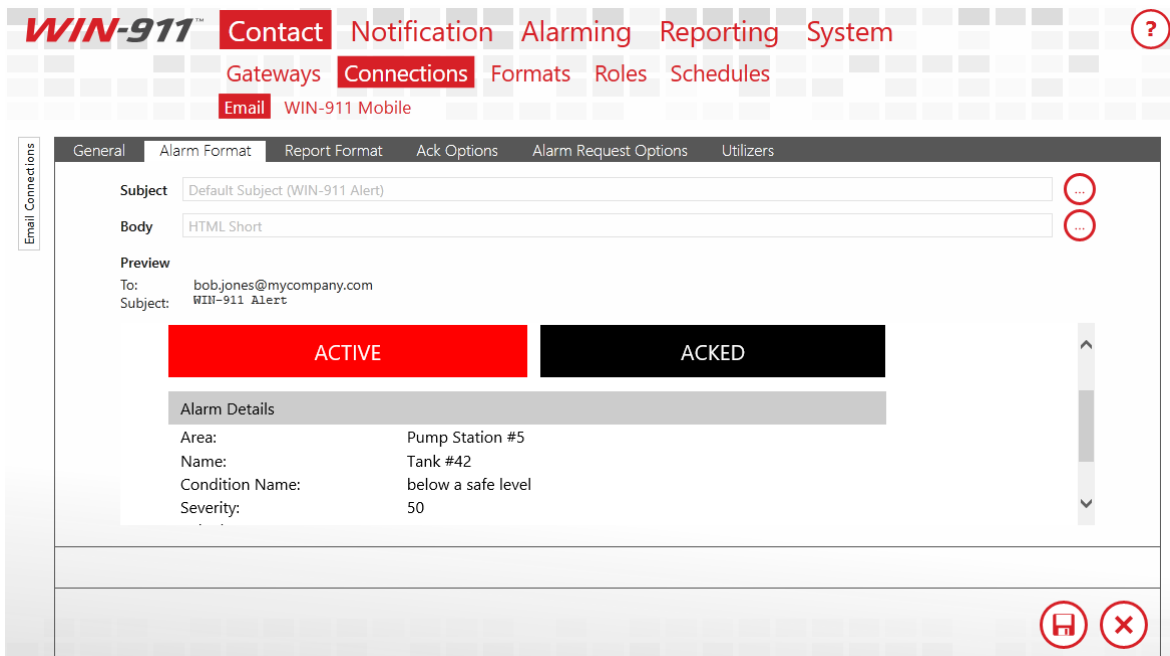 WIN-911™ Contact Notification Alarming Reporting System ?
Gateways Connections Formats Roles Schedules
Email WIN-911 Mobile
Email Connections
General Alarm Format Report Format Ack Options Alarm Request Options Utilizers
Subject Default Subject (WIN-911 Alert) ...
Body HTML Short ...
Preview
To: bob.jones@mycompany.com
Subject: WIN-911 Alert
ACTIVE ACKED
Alarm Details
Area: Pump Station #5
Name: Tank #42
Condition Name: below a safe level
Severity: 50